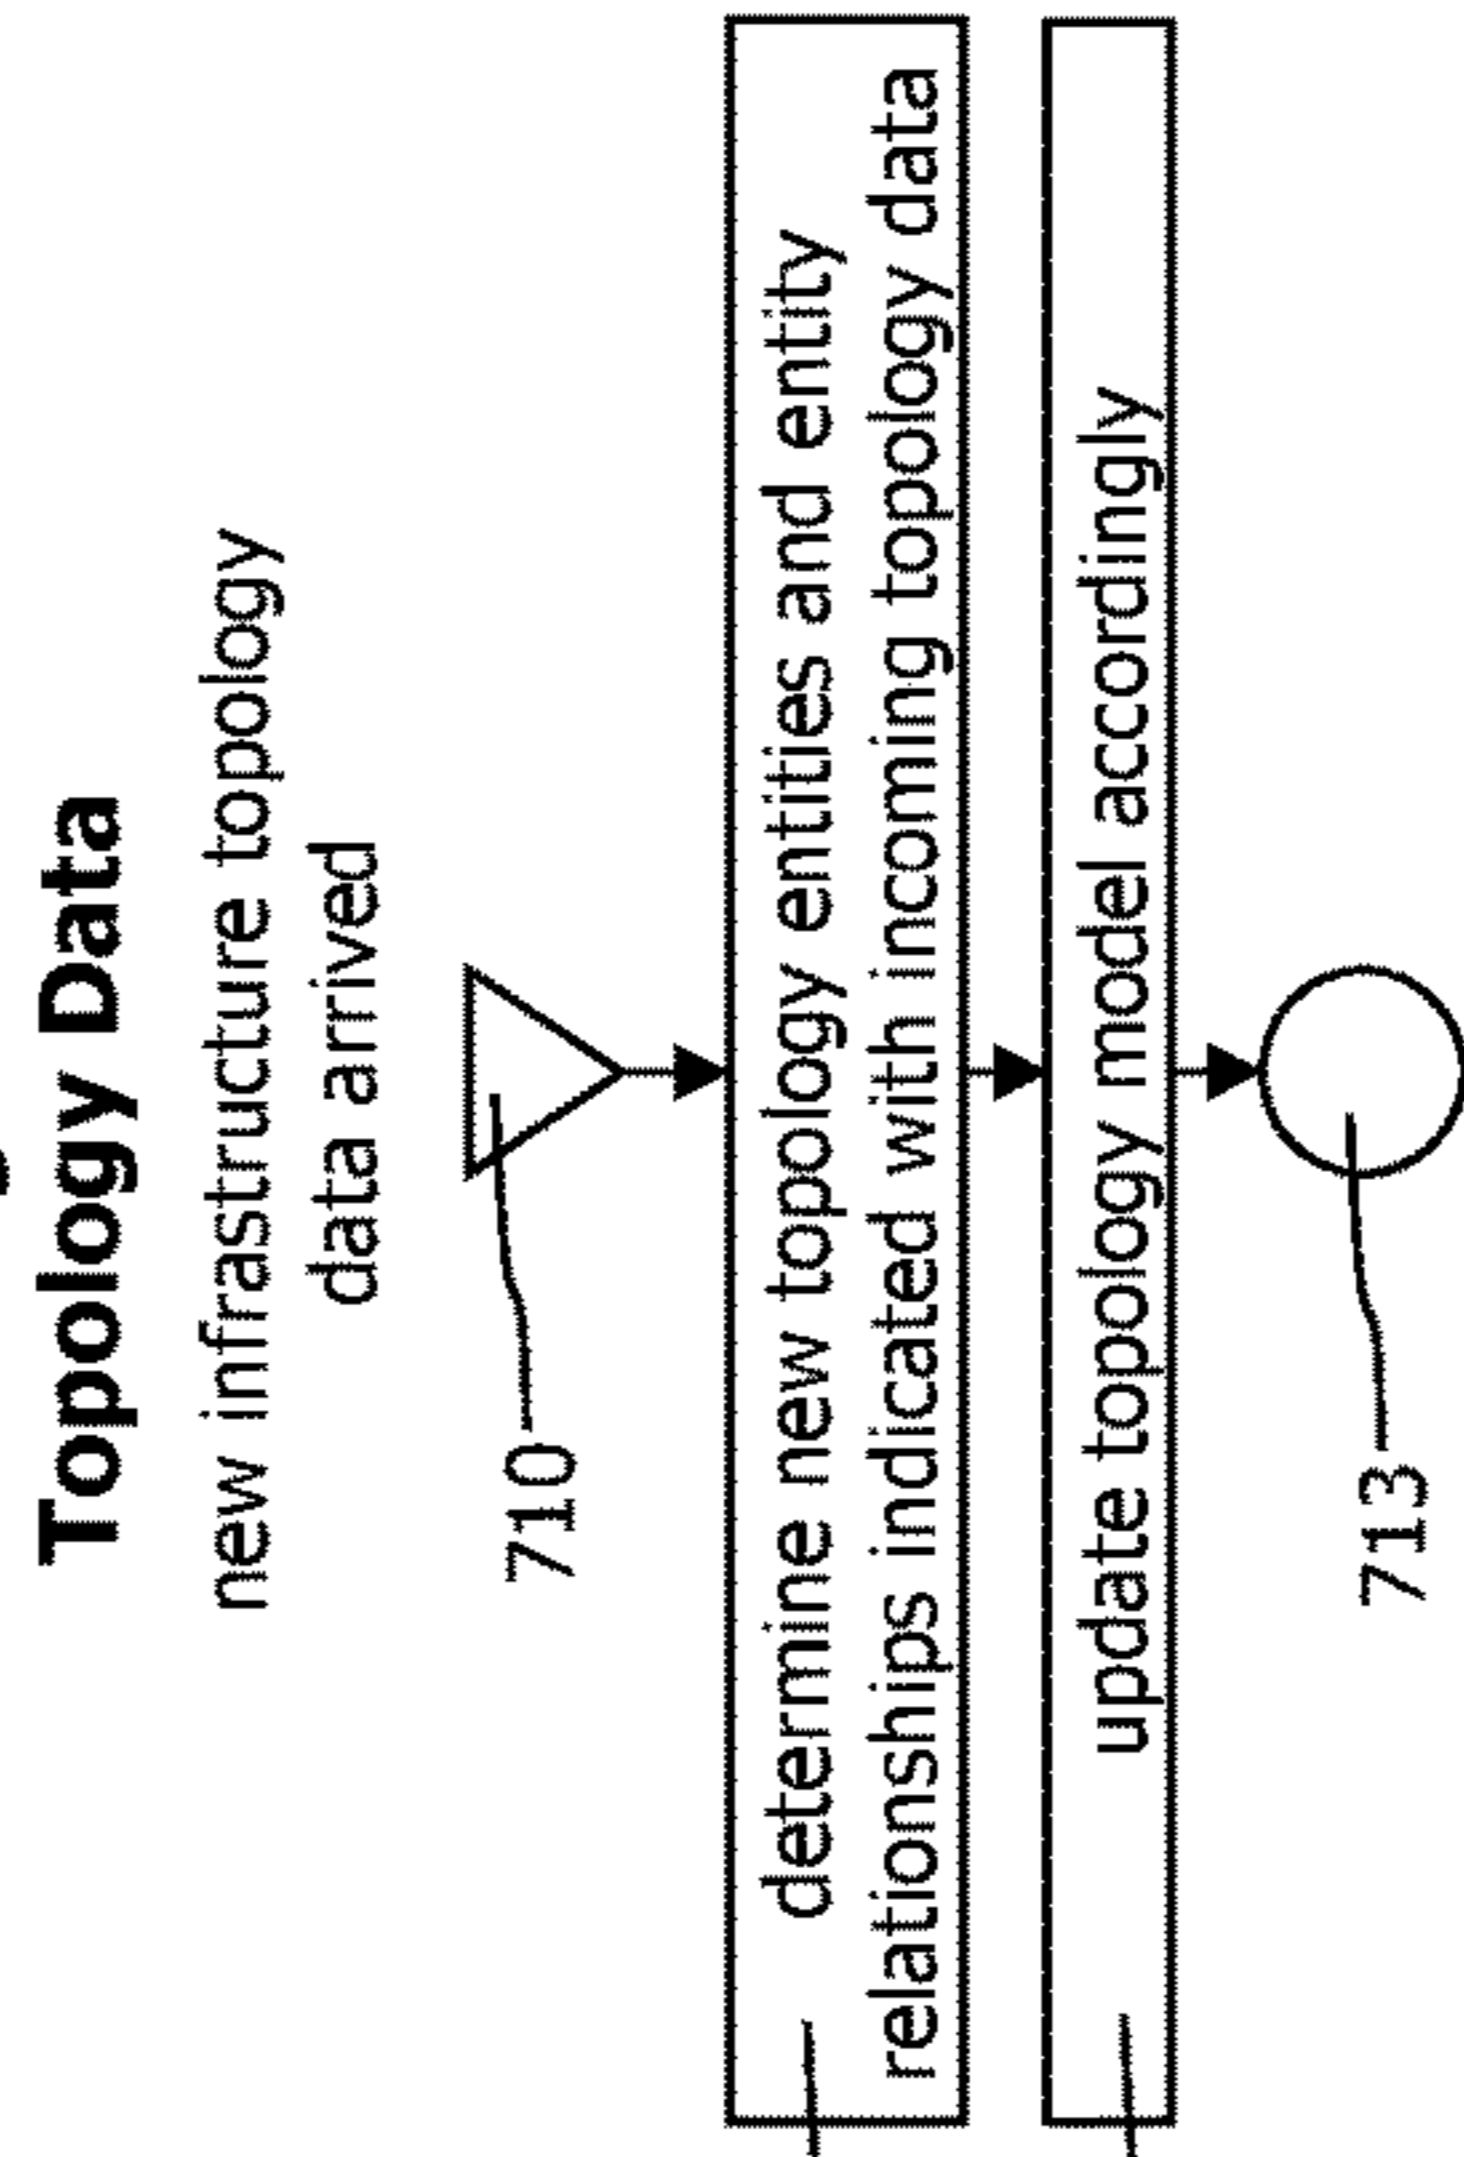 Topology Data
new infrastructure topology
data arrived
710
determine new topology entities and entity
relationships indicated with incoming topology data
update topology model accordingly
713